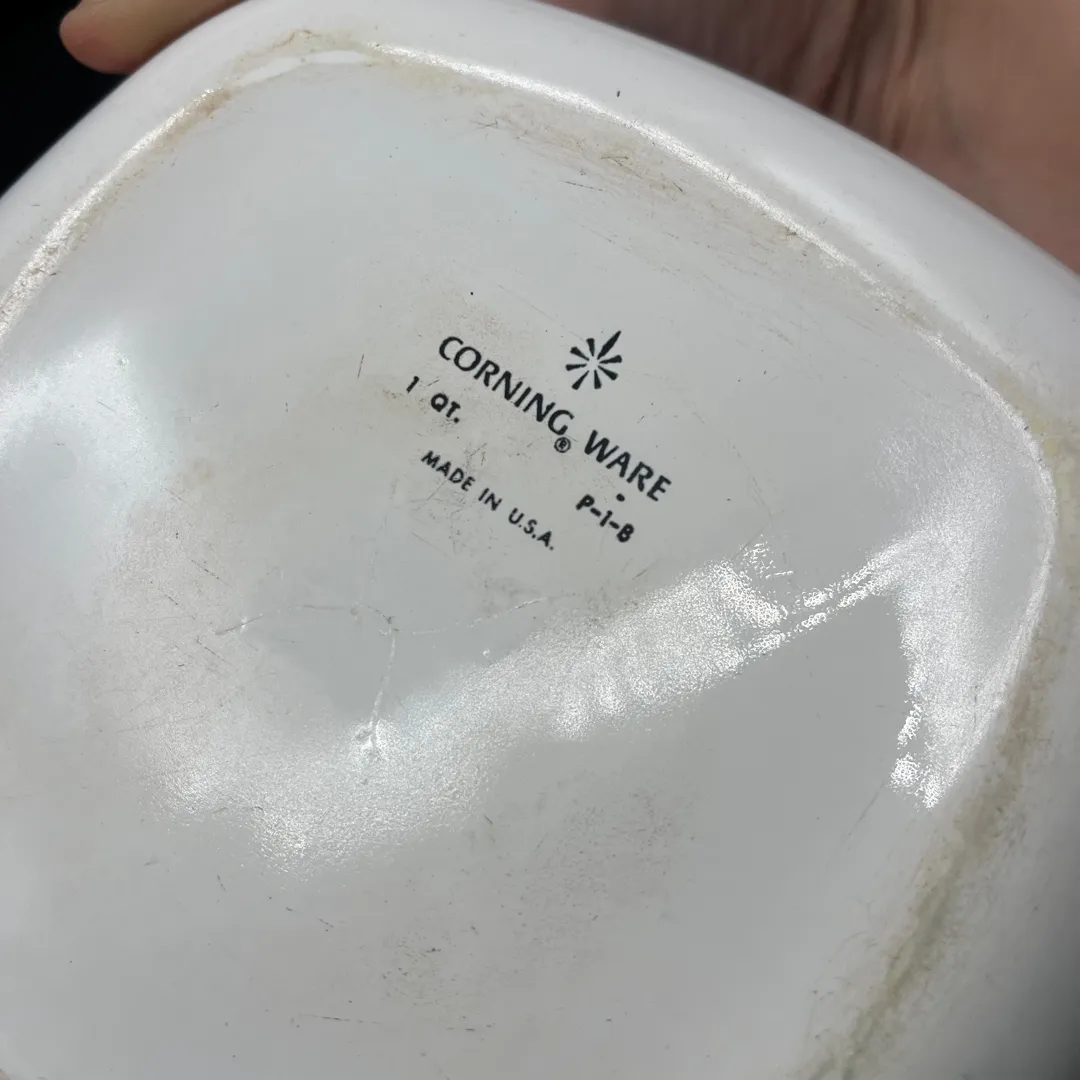 CORNING® WARE
1 QT. P-1-B
MADE IN U.S.A.